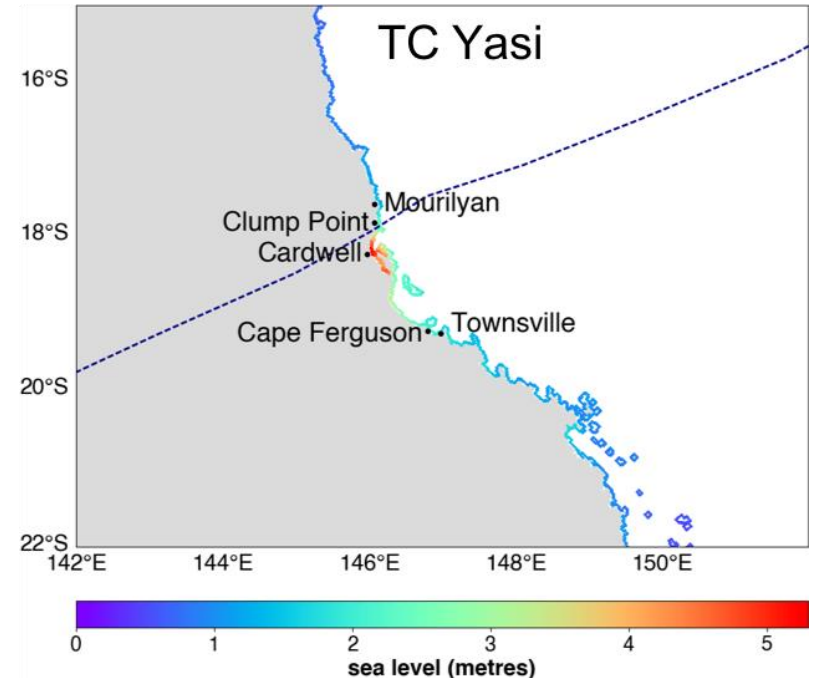 TC Yasi
16°S
Mourilyan
Clump Point
18°S
Cardwell
Townsville
Cape Ferguson
20°S
22°S
142°E 144°E 146°E 148°E 150°E
0 1 2 3 4 5
sea level (metres)